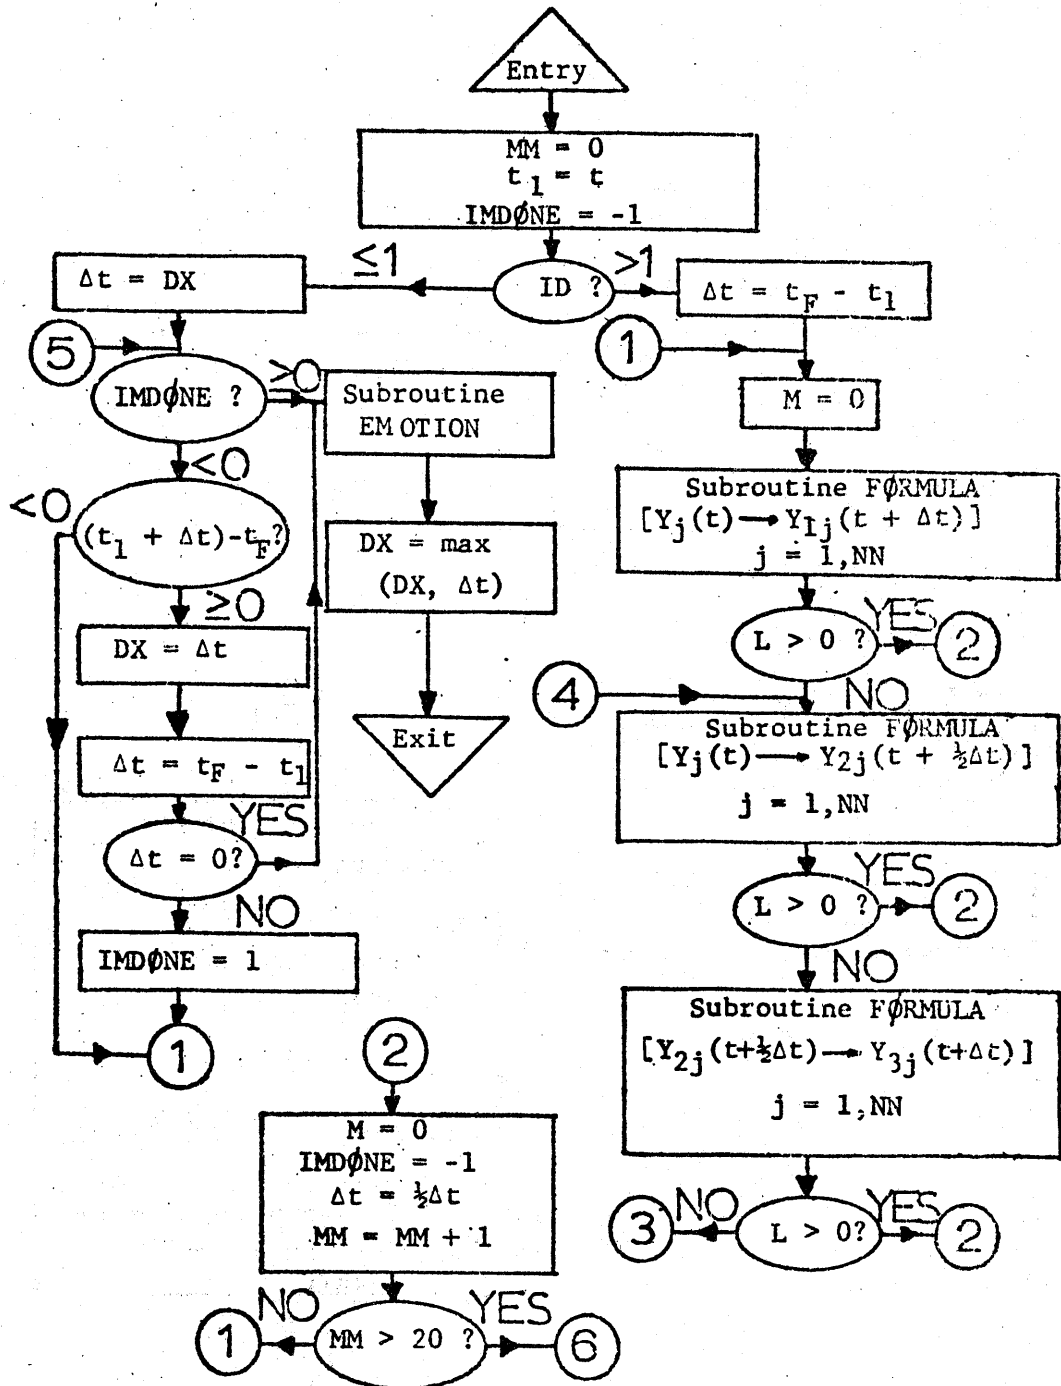 Entry
MM = 0
t1 = t
IMDØNE = -1
ID ?
≤1
>1
Δt = DX
Δt = tF - t1
5
1
IMDØNE ?
≥0
<0
Subroutine
EMOTION
M = 0
<0
(t1 + Δt)-tF?
≥0
DX = max
(DX, Δt)
Subroutine FØRMULA
[Yj(t) → Y1j(t + Δt)]
j = 1,NN
DX = Δt
L > 0 ?
YES
2
NO
4
Exit
Δt = tF - t1
Subroutine FØRMULA
[Yj(t) → Y2j(t + ½Δt)]
j = 1,NN
Δt = 0?
YES
NO
L > 0 ?
YES
2
NO
IMDØNE = 1
1
Subroutine FØRMULA
[Y2j(t+½Δt) → Y3j(t+Δt)]
j = 1,NN
2
M = 0
IMDØNE = -1
Δt = ½Δt
MM = MM + 1
3
NO
L > 0?
YES
2
1
NO
MM > 20 ?
YES
6